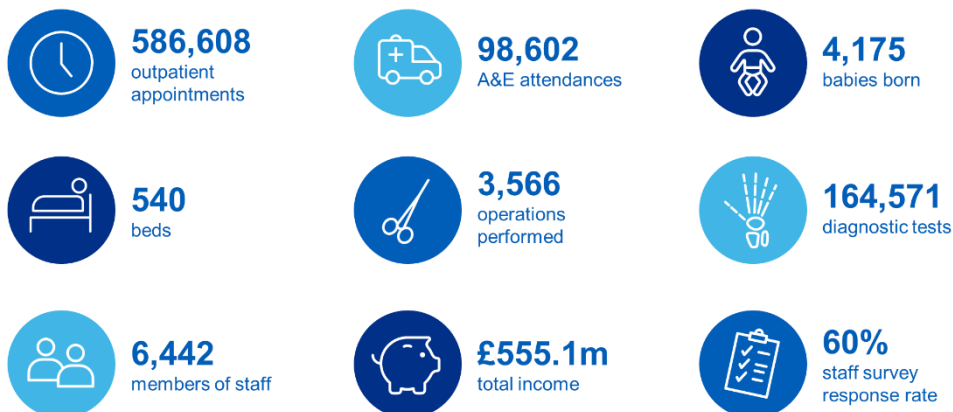 586,608
outpatient
appointments
98,602
A&E attendances
4,175
babies born
540
beds
3,566
operations
performed
164,571
diagnostic tests
6,442
members of staff
£555.1m
total income
60%
staff survey
response rate